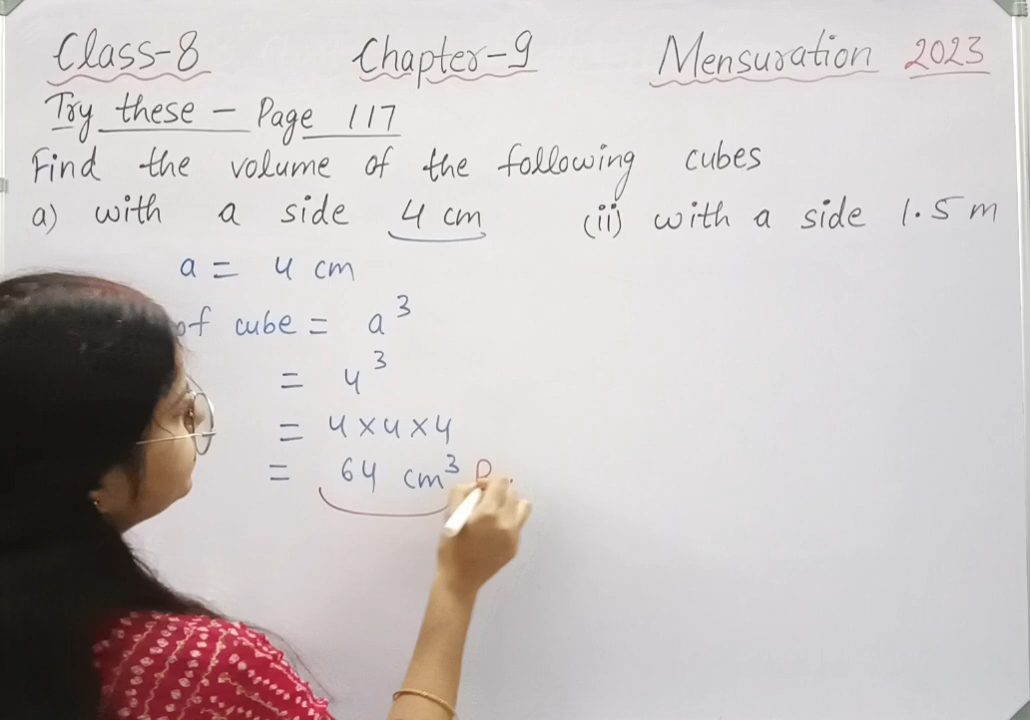 Class-8 Chapter-9 Mensuration 2023
Try these - Page 117
Find the volume of the following cubes
a) with a side 4 cm (ii) with a side 1.5 m
a = 4 cm
of cube = a³
= 4³
= 4×4×4
= 64 cm³